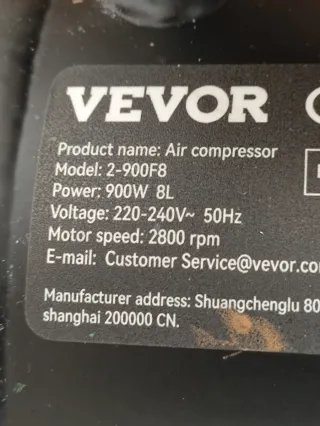 VEVOR
Product name: Air compressor
Model: 2-900F8
Power: 900W 8L
Voltage: 220-240V~ 50Hz
Motor speed: 2800 rpm
E-mail: Customer Service@vevor.co
Manufacturer address: Shuangchenglu 80
shanghai 200000 CN.